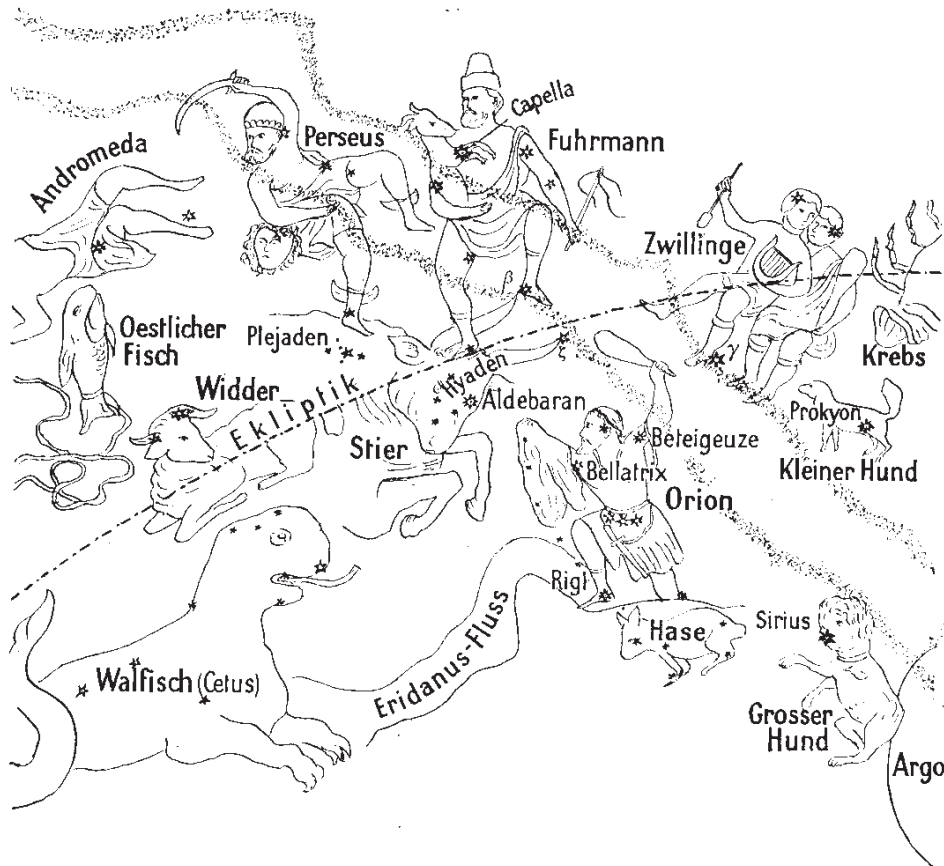 Capella
Perseus
Fuhrmann
Andromeda
Zwillinge
β
Oestlicher
Fisch
Plejaden
ζ
γ
Krebs
Widder
Hyaden
Ekliptik
Aldebaran
Prokyon
Stier
Beteigeuze
Bellatrix
Kleiner Hund
Orion
Rigl
Hase
Sirius
Eridanus-Fluss
Walfisch (Cetus)
Grosser
Hund
Argo